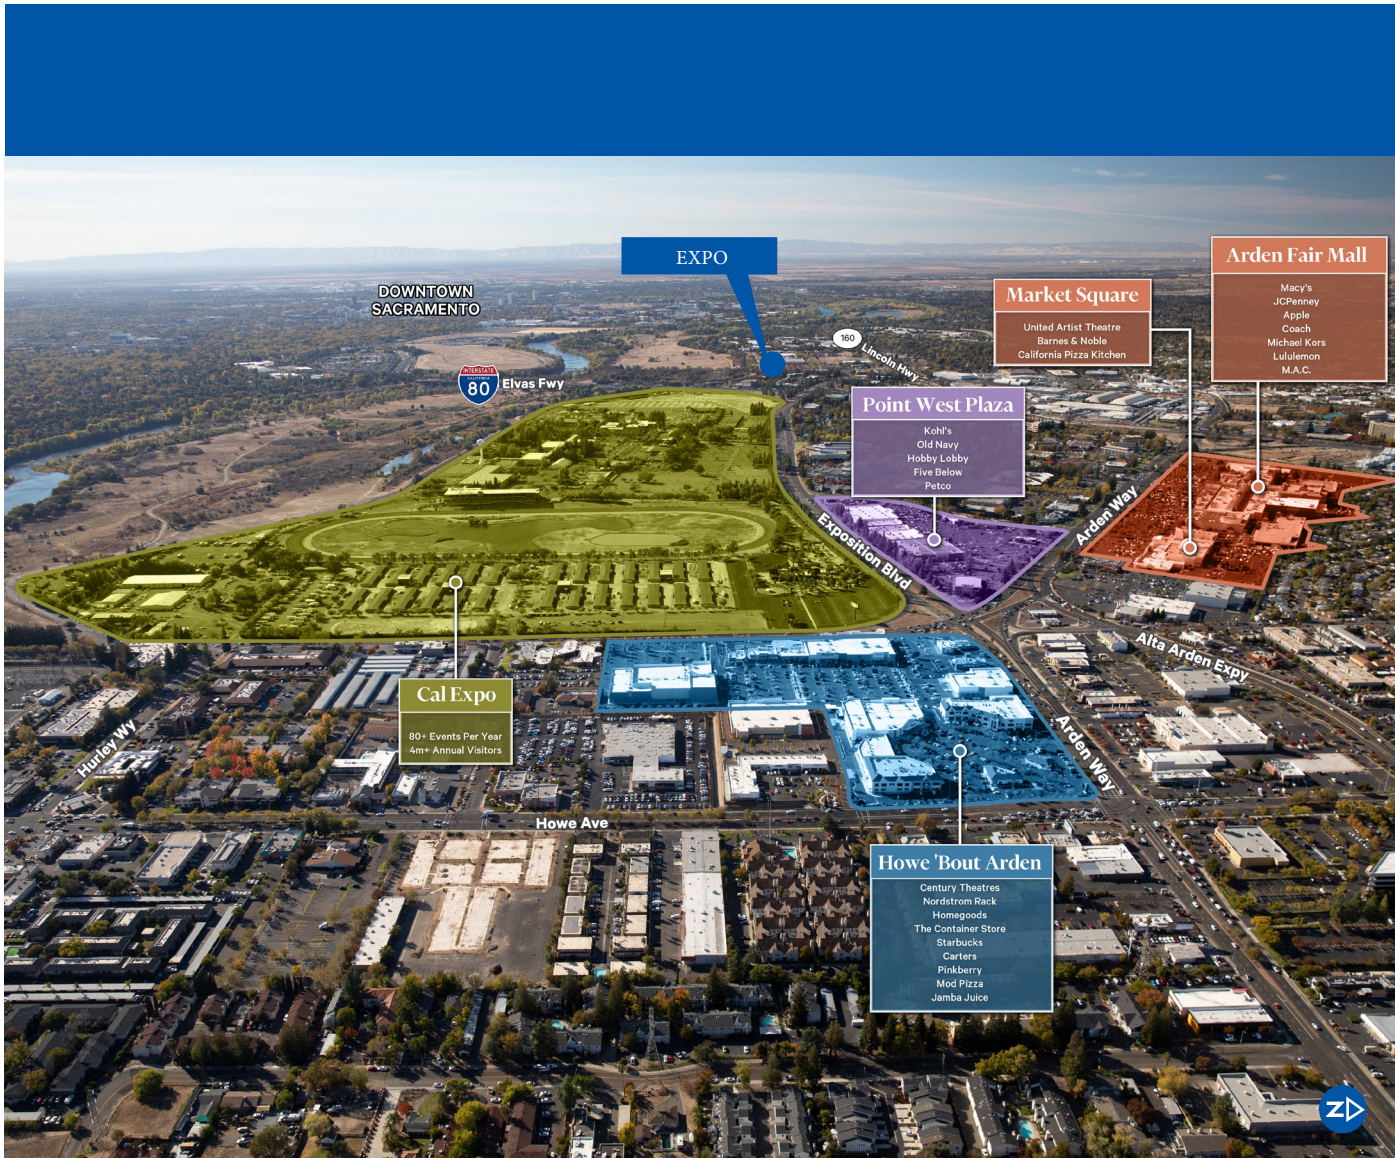 EXPO
DOWNTOWN
SACRAMENTO
INTERSTATE
CALIFORNIA
80
Elvas Fwy
160
Lincoln Hwy
Market Square
United Artist Theatre
Barnes & Noble
California Pizza Kitchen
Arden Fair Mall
Macy's
JCPenney
Apple
Coach
Michael Kors
Lululemon
M.A.C.
Point West Plaza
Kohl's
Old Navy
Hobby Lobby
Five Below
Petco
Exposition Blvd
Arden Way
Alta Arden Expy
Cal Expo
80+ Events Per Year
4m+ Annual Visitors
Hurley Wy
Arden Way
Howe Ave
Howe 'Bout Arden
Century Theatres
Nordstrom Rack
Homegoods
The Container Store
Starbucks
Carters
Pinkberry
Mod Pizza
Jamba Juice